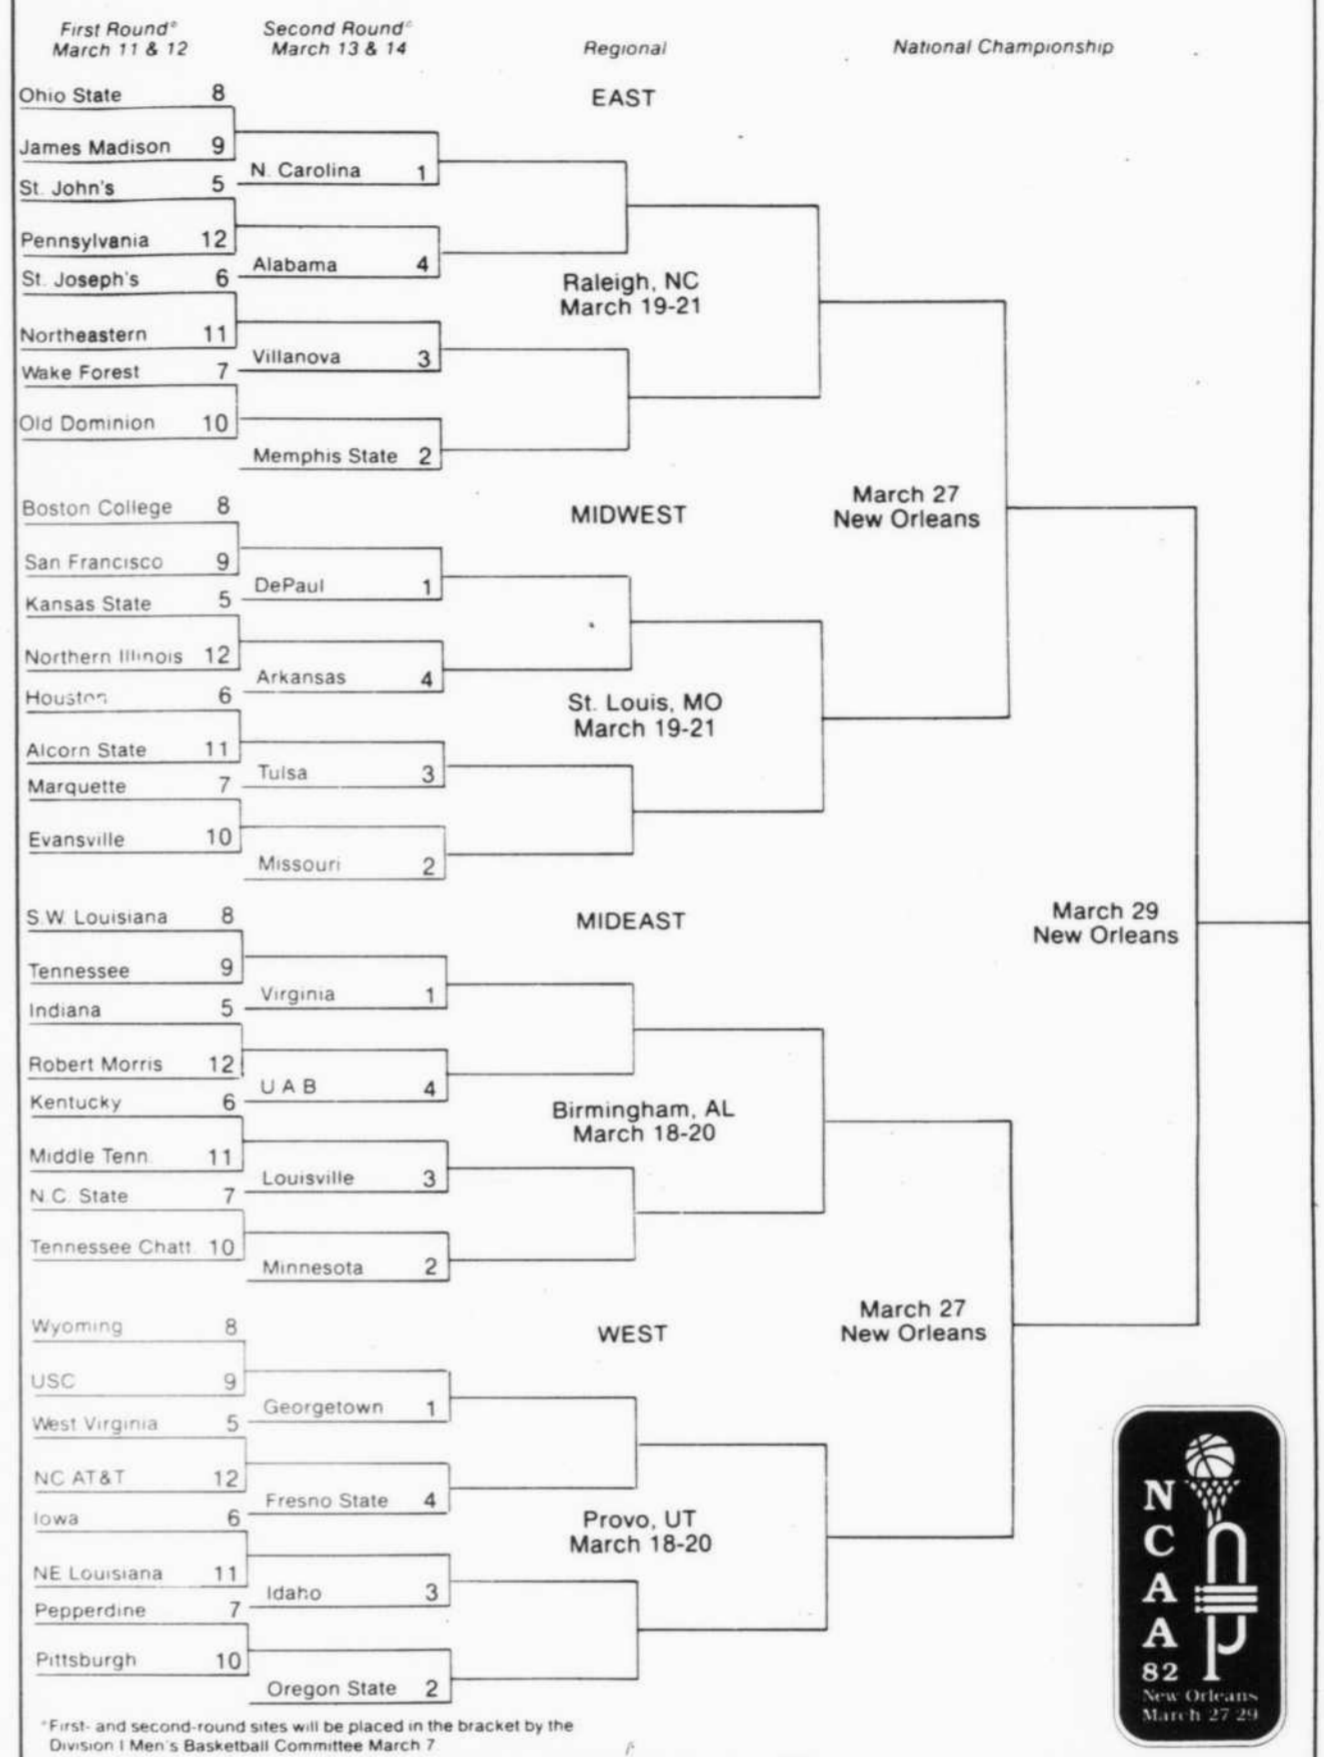 First Round° Second Round°
March 11 & 12 March 13 & 14 Regional National Championship
Ohio State 8 EAST
James Madison 9
N. Carolina 1
St. John's 5
Pennsylvania 12
Alabama 4
St. Joseph's 6
Raleigh, NC
March 19-21
Northeastern 11
Villanova 3
Wake Forest 7
Old Dominion 10
Memphis State 2
March 27
New Orleans
Boston College 8 MIDWEST
San Francisco 9
DePaul 1
Kansas State 5
Northern Illinois 12
Arkansas 4
Houston 6
St. Louis, MO
March 19-21
Alcorn State 11
Tulsa 3
Marquette 7
Evansville 10
Missouri 2
March 29
New Orleans
S.W. Louisiana 8 MIDEAST
Tennessee 9
Virginia 1
Indiana 5
Robert Morris 12
U A B 4
Kentucky 6
Birmingham, AL
March 18-20
Middle Tenn. 11
Louisville 3
N.C. State 7
Tennessee Chatt. 10
Minnesota 2
March 27
New Orleans
Wyoming 8 WEST
USC 9
Georgetown 1
West Virginia 5
NC AT&T 12
Fresno State 4
Iowa 6
Provo, UT
March 18-20
NE Louisiana 11
Idaho 3
Pepperdine 7
Pittsburgh 10
Oregon State 2
NCAA
82
New Orleans
March 27-29
°First- and second-round sites will be placed in the bracket by the
Division I Men's Basketball Committee March 7